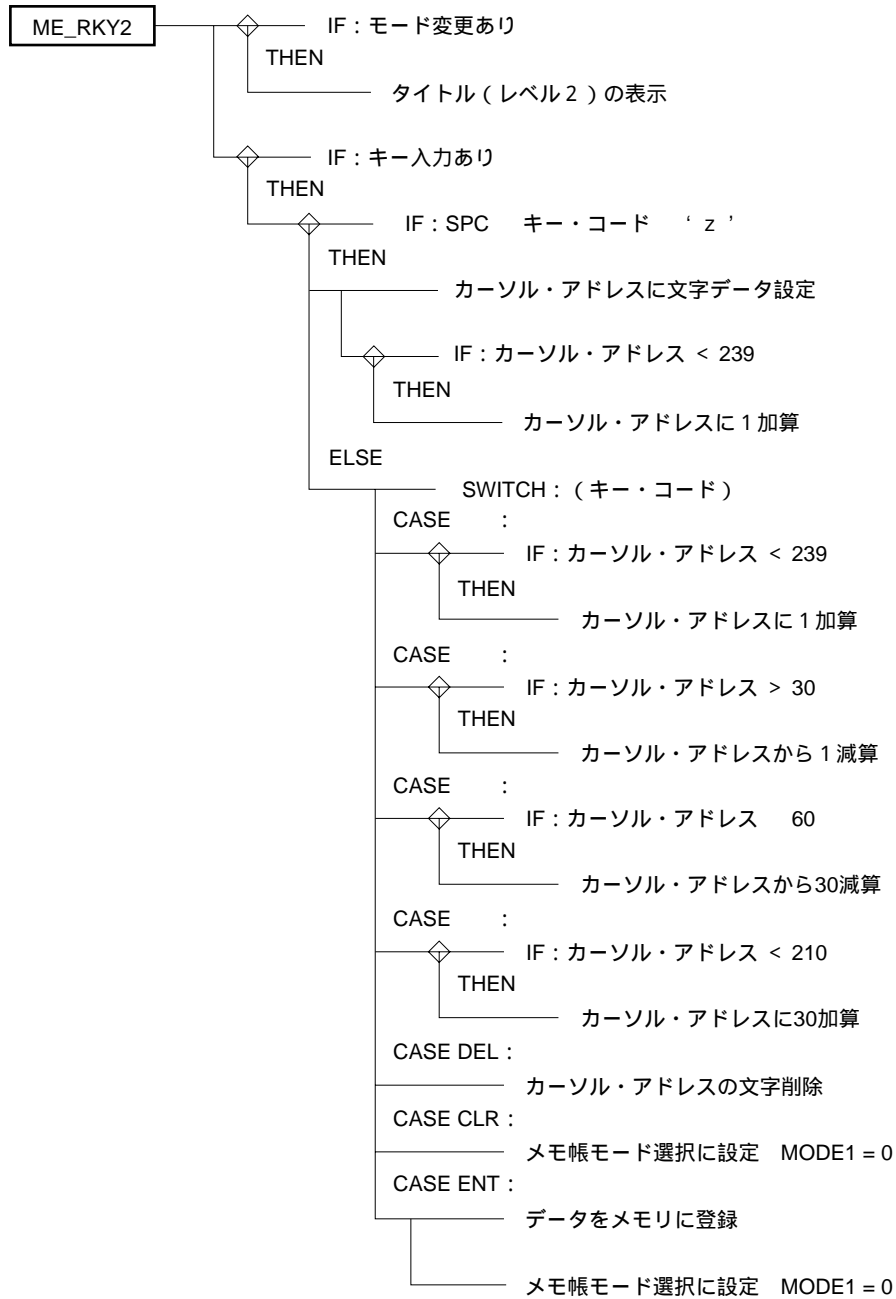 ME_RKY2
IF：モード変更あり
THEN
タイトル（レベル２）の表示
IF：キー入力あり
THEN
IF：SPC キー・コード ‘ｚ’
THEN
カーソル・アドレスに文字データ設定
IF：カーソル・アドレス < 239
THEN
カーソル・アドレスに１加算
ELSE
SWITCH：（キー・コード）
CASE ：
IF：カーソル・アドレス < 239
THEN
カーソル・アドレスに１加算
CASE ：
IF：カーソル・アドレス > 30
THEN
カーソル・アドレスから１減算
CASE ：
IF：カーソル・アドレス 60
THEN
カーソル・アドレスから30減算
CASE ：
IF：カーソル・アドレス < 210
THEN
カーソル・アドレスに30加算
CASE DEL：
カーソル・アドレスの文字削除
CASE CLR：
メモ帳モード選択に設定 MODE1 = 0
CASE ENT：
データをメモリに登録
メモ帳モード選択に設定 MODE1 = 0